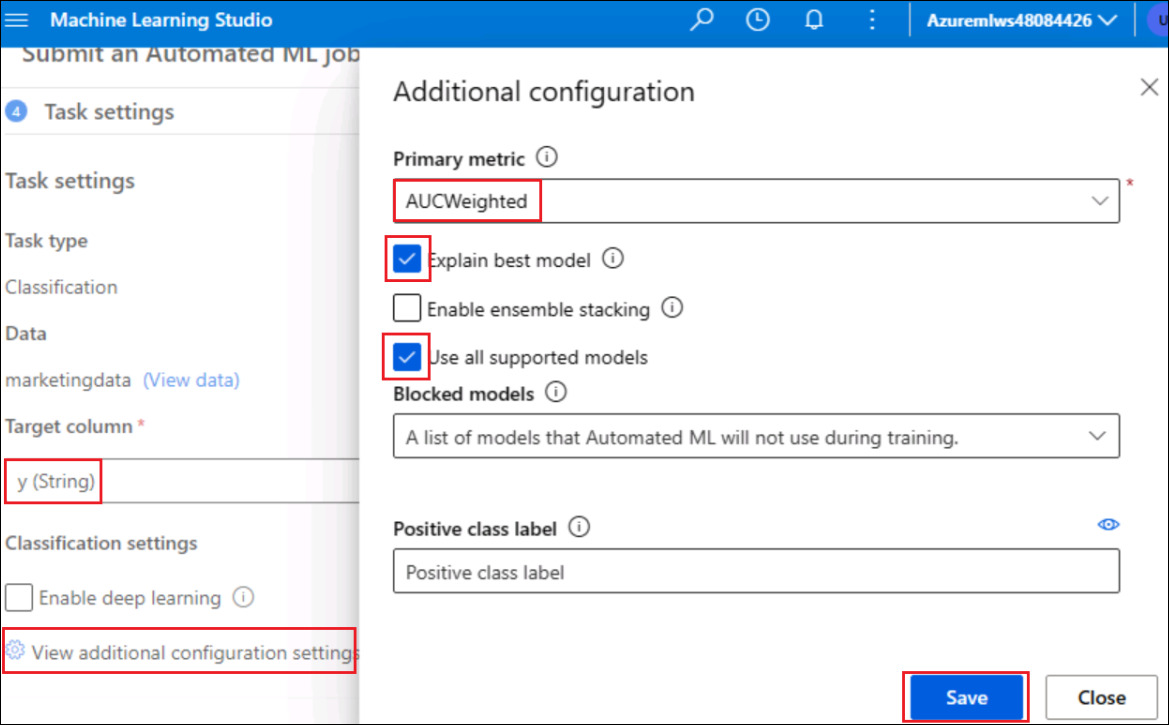 Machine Learning Studio
Azuremlws48084426
U
Submit an Automated ML job
4 Task settings
Task settings
Task type
Classification
Data
marketingdata (View data)
Target column *
y (String)
Classification settings
Enable deep learning
View additional configuration settings
Additional configuration
Primary metric
AUCWeighted
*
Explain best model
Enable ensemble stacking
Use all supported models
Blocked models
A list of models that Automated ML will not use during training.
Positive class label
Positive class label
Save
Close